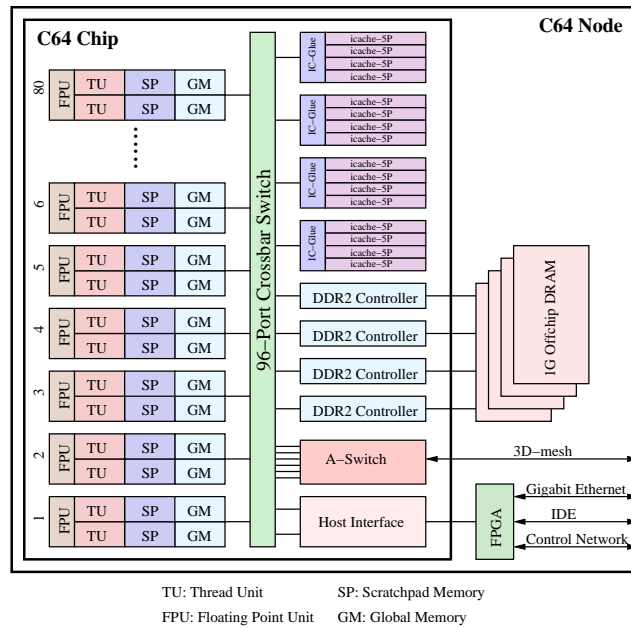 C64 Chip
C64 Node
80
FPU
TU
SP
GM
TU
SP
GM
6
FPU
TU
SP
GM
TU
SP
GM
5
FPU
TU
SP
GM
TU
SP
GM
4
FPU
TU
SP
GM
TU
SP
GM
3
FPU
TU
SP
GM
TU
SP
GM
2
FPU
TU
SP
GM
TU
SP
GM
1
FPU
TU
SP
GM
TU
SP
GM
96−Port Crossbar Switch
IC−Glue
icache−5P
icache−5P
icache−5P
icache−5P
IC−Glue
icache−5P
icache−5P
icache−5P
icache−5P
IC−Glue
icache−5P
icache−5P
icache−5P
icache−5P
IC−Glue
icache−5P
icache−5P
icache−5P
icache−5P
DDR2 Controller
DDR2 Controller
DDR2 Controller
DDR2 Controller
A−Switch
Host Interface
1G Offchip DRAM
3D−mesh
FPGA
Gigabit Ethernet
IDE
Control Network
TU: Thread Unit
SP: Scratchpad Memory
FPU: Floating Point Unit
GM: Global Memory